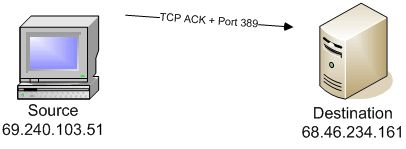 TCP ACK + Port 389
Source
69.240.103.51
Destination
68.46.234.161